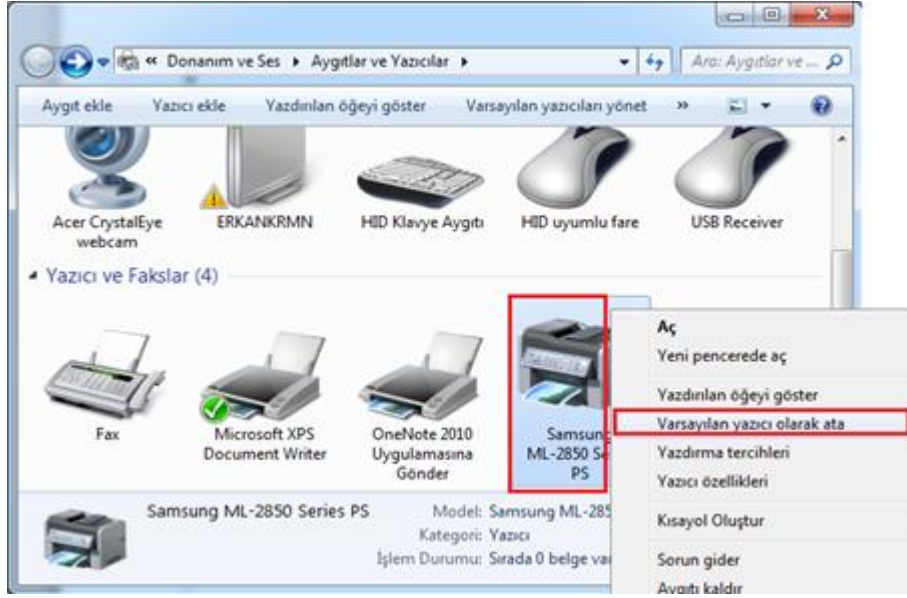 « Donanım ve Ses ▸ Aygıtlar ve Yazıcılar ▸
Ara: Aygıtlar ve ...
Aygıt ekle Yazıcı ekle Yazdırılan öğeyi göster Varsayılan yazıcıları yönet »
Acer CrystalEye
webcam
ERKANKRMN
HID Klavye Aygıtı
HID uyumlu fare
USB Receiver
Yazıcı ve Fakslar (4)
Fax
Microsoft XPS
Document Writer
OneNote 2010
Uygulamasına
Gönder
Samsung
ML-2850 Se
PS
Aç
Yeni pencerede aç
Yazdırılan öğeyi göster
Varsayılan yazıcı olarak ata
Yazdırma tercihleri
Yazıcı özellikleri
Kısayol Oluştur
Sorun gider
Aygıtı kaldır
Samsung ML-2850 Series PS
Model: Samsung ML-285
Kategori: Yazıcı
İşlem Durumu: Sırada 0 belge va